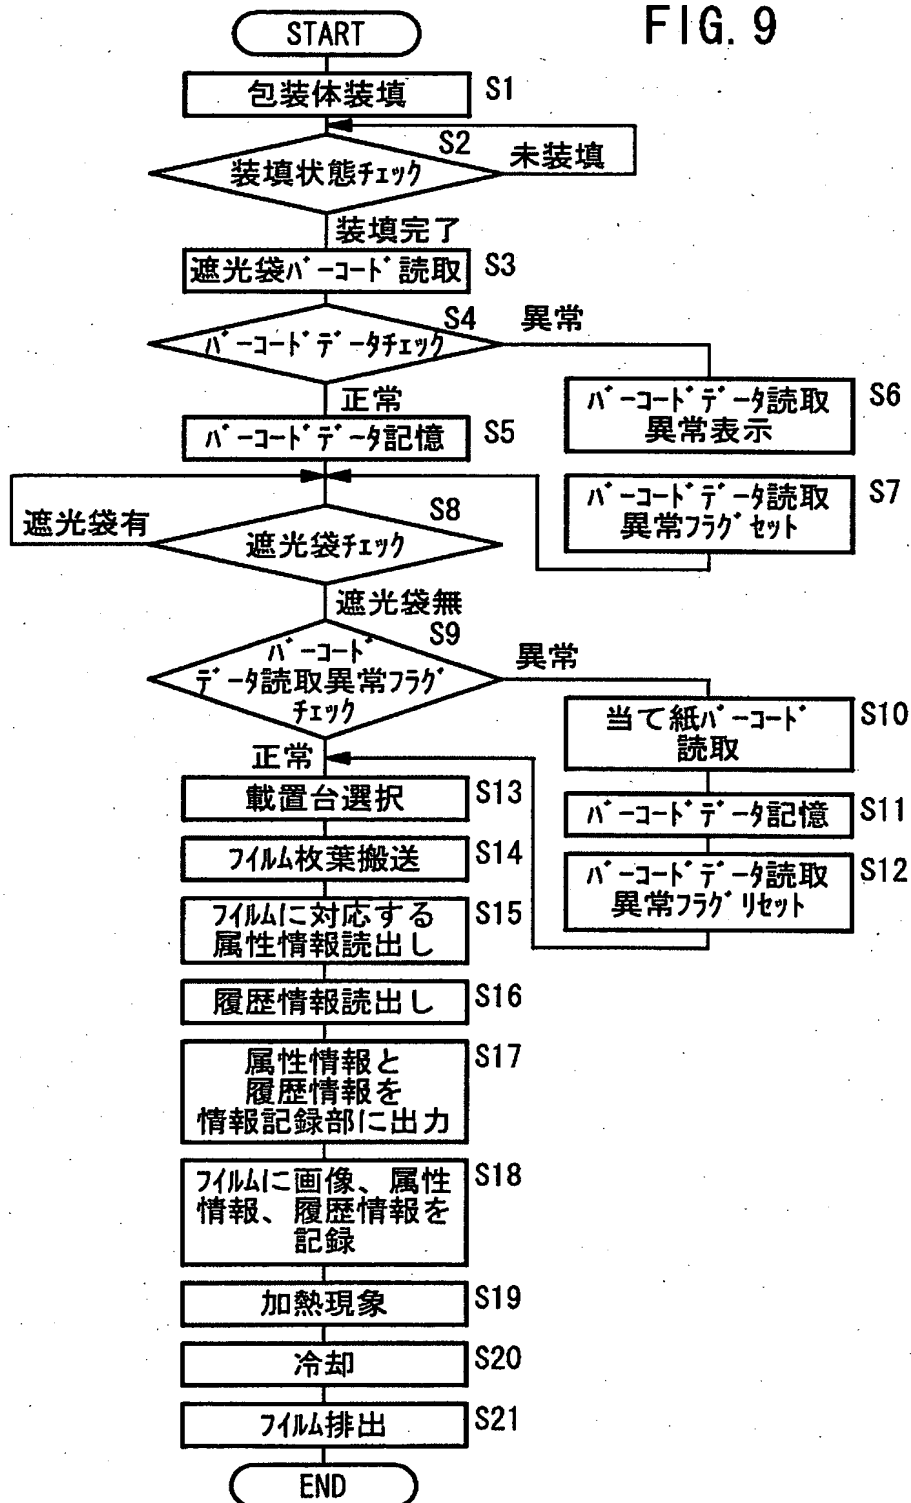 FIG. 9
START
包装体装填
S1
S2
未装填
装填状態チェック
装填完了
遮光袋バーコード読取
S3
S4
異常
バーコードデータチェック
正常
バーコードデータ読取
異常表示
S6
バーコードデータ記憶
S5
バーコードデータ読取
異常フラグセット
S7
S8
遮光袋有
遮光袋チェック
遮光袋無
S9
異常
バーコード
データ読取異常フラグ
チェック
当て紙バーコード
読取
S10
正常
載置台選択
S13
バーコードデータ記憶
S11
フイルム枚葉搬送
S14
バーコードデータ読取
異常フラグリセット
S12
フイルムに対応する
属性情報読出し
S15
履歴情報読出し
S16
属性情報と
履歴情報を
情報記録部に出力
S17
フイルムに画像、属性
情報、履歴情報を
記録
S18
加熱現象
S19
冷却
S20
フイルム排出
S21
END